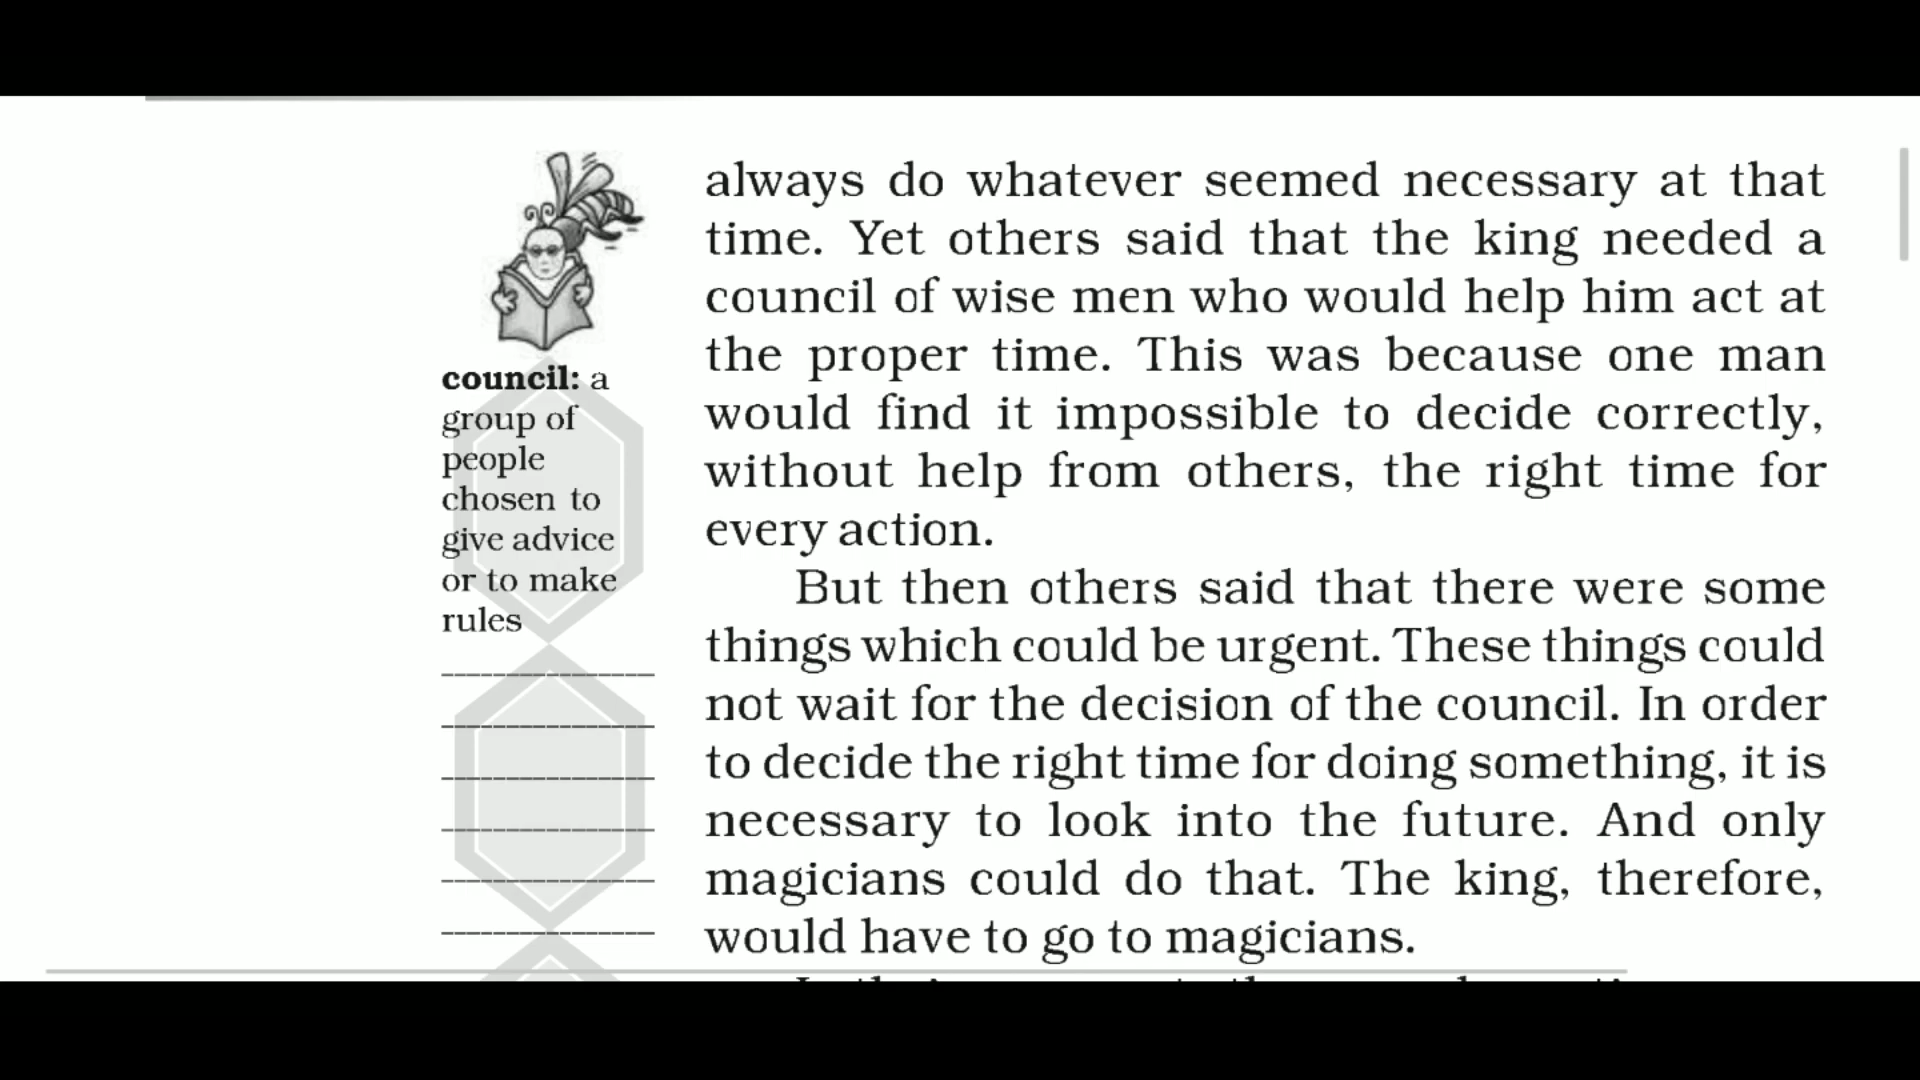 council: a
group of
people
chosen to
give advice
or to make
rules
always do whatever seemed necessary at that
time. Yet others said that the king needed a
council of wise men who would help him act at
the proper time. This was because one man
would find it impossible to decide correctly,
without help from others, the right time for
every action.
But then others said that there were some
things which could be urgent. These things could
not wait for the decision of the council. In order
to decide the right time for doing something, it is
necessary to look into the future. And only
magicians could do that. The king, therefore,
would have to go to magicians.